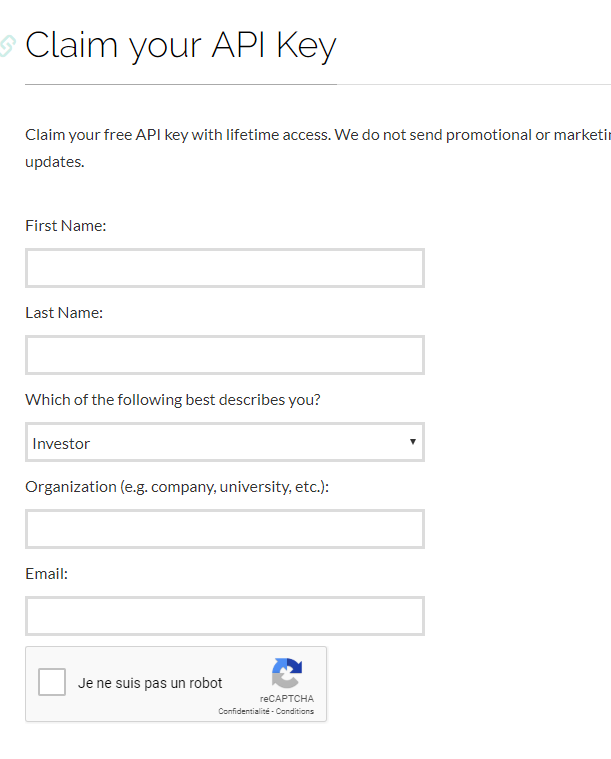 Claim your API Key
Claim your free API key with lifetime access. We do not send promotional or
updates.
First Name:
Last Name:
Which of the following best describes you?
Investor
Organization (e.g. company, university, etc.):
Email:
Je ne suis pas un robot
reCAPTCHA
Confidentialité - Conditions